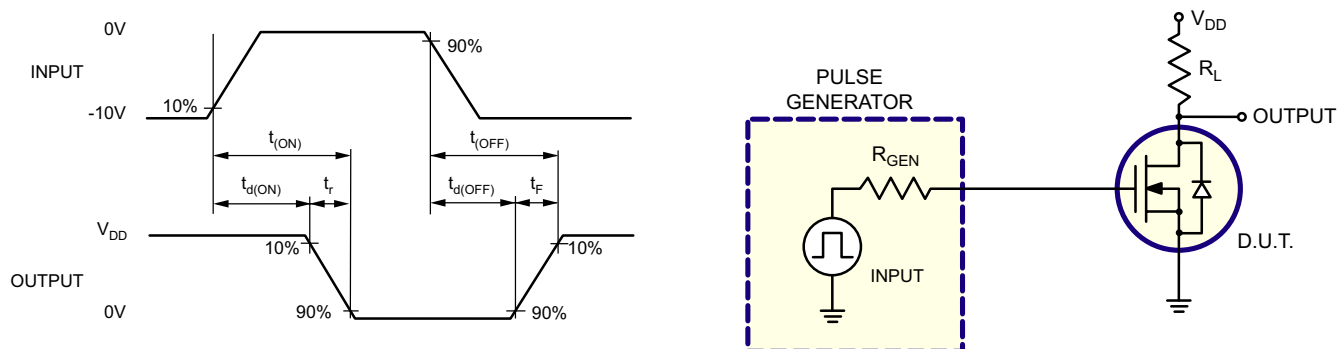 0V
INPUT
-10V
10%
90%
t(ON)
t(OFF)
td(ON)
tr
td(OFF)
tF
VDD
10%
10%
OUTPUT
0V
90%
90%
PULSE
GENERATOR
RGEN
INPUT
VDD
RL
OUTPUT
D.U.T.